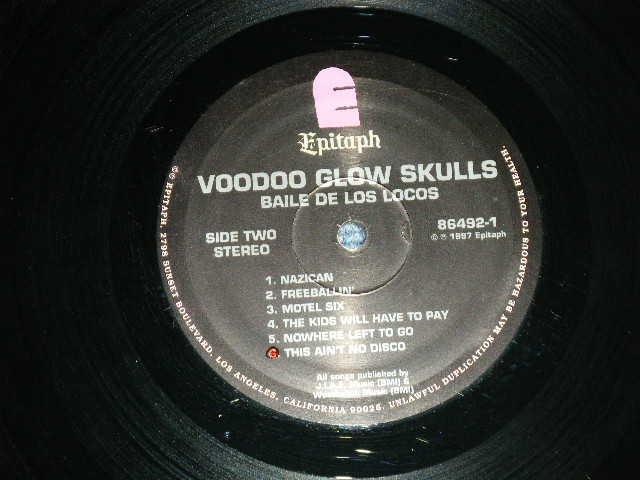 E
Epitaph
VOODOO GLOW SKULLS
BAILE DE LOS LOCOS
SIDE TWO
STEREO
86492-1
© ℗ 1997 Epitaph
1. NAZICAN
2. FREEBALLIN'
3. MOTEL SIX
4. THE KIDS WILL HAVE TO PAY
5. NOWHERE LEFT TO GO
6 THIS AIN'T NO DISCO
All songs published by
Music (BMI) &
Music (BMI)
℗© EPITAPH. 2798 SUNSET BOULEVARD. LOS ANGELES, CALIFORNIA 90026. UNLAWFUL DUPLICATION MAY BE HAZARDOUS TO YOUR HEALTH.